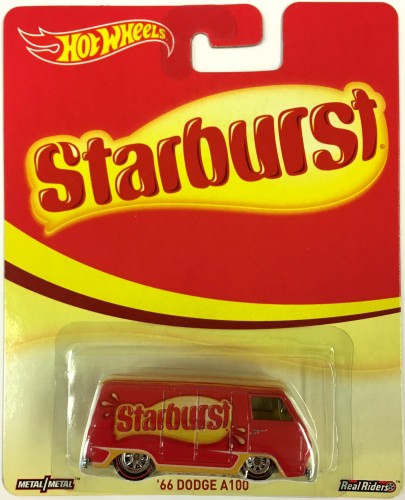 HOT WHEELS
Starburst®
Starburst
'66 DODGE A100
METAL/METAL
Real Riders